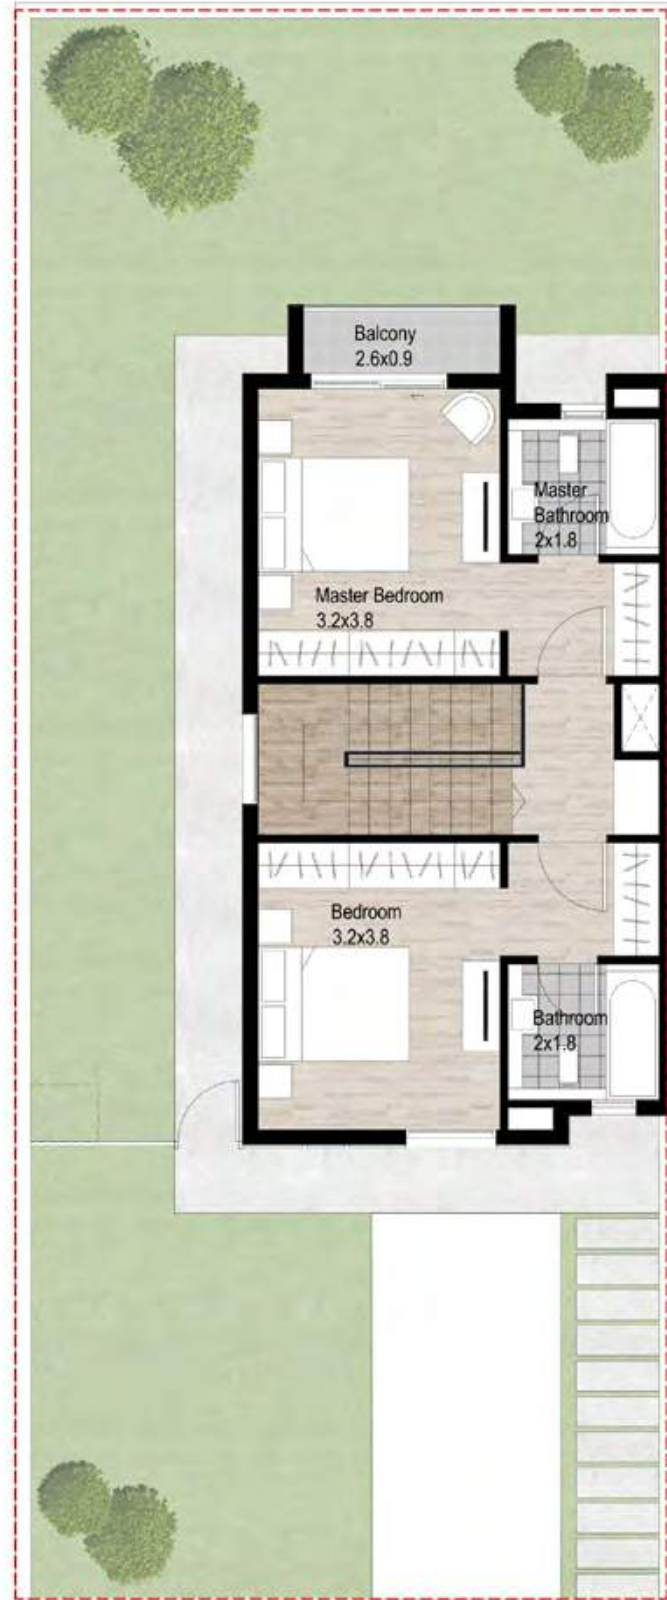 Balcony
2.6x0.9
Master
Bathroom
2x1.8
Master Bedroom
3.2x3.8
Bedroom
3.2x3.8
Bathroom
2x1.8